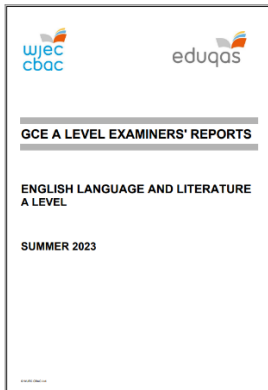 wjec
cbac
eduqas
GCE A LEVEL EXAMINERS' REPORTS
ENGLISH LANGUAGE AND LITERATURE
A LEVEL
SUMMER 2023